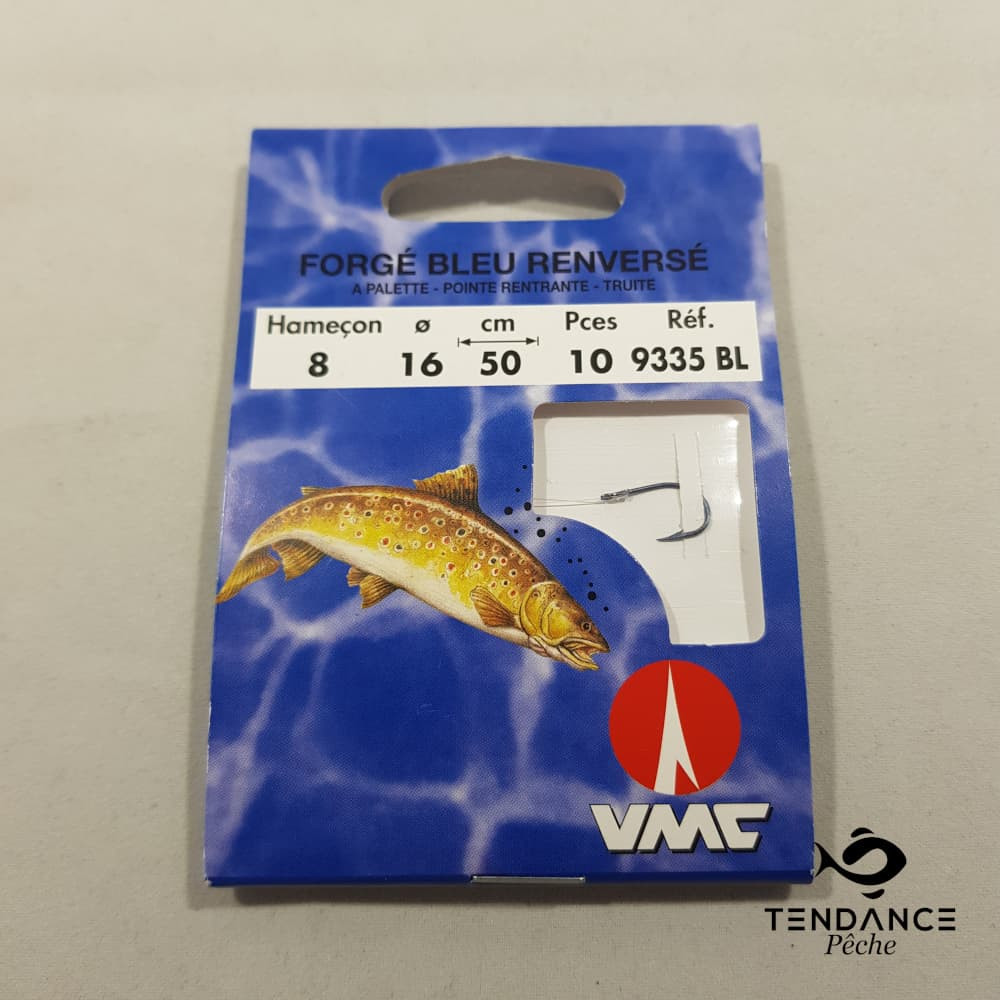 FORGÉ BLEU RENVERSÉ
A PALETTE - POINTE RENTRANTE - TRUITE
Hameçon ø cm Pces Réf.
8 16 50 10 9335 BL
VMC
TENDANCE
Pêche